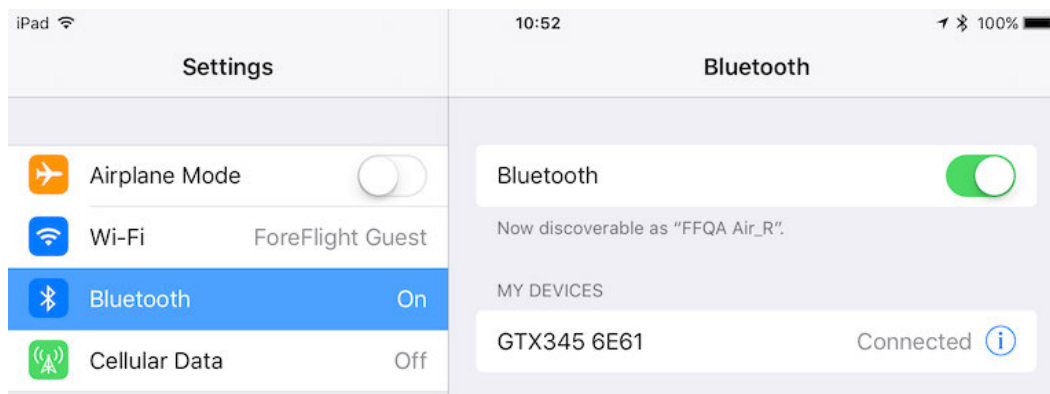 iPad 10:52 100%
Settings
Bluetooth
Airplane Mode
Wi-Fi ForeFlight Guest
Bluetooth On
Cellular Data Off
Bluetooth
Now discoverable as “FFQA Air_R”.
MY DEVICES
GTX345 6E61 Connected